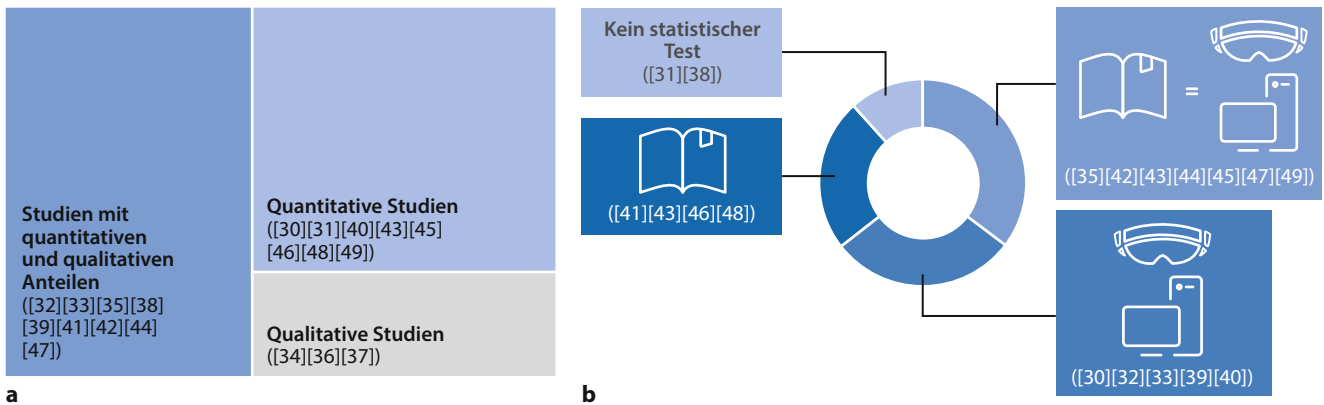 Studien mit
quantitativen
und qualitativen
Anteilen
([32][33][35][38]
[39][41][42][44]
[47])
Quantitative Studien
([30][31][40][43][45]
[46][48][49])
Qualitative Studien
([34][36][37])
a
Kein statistischer
Test
([31][38])
([41][43][46][48])
=
([35][42][43][44][45][47][49])
([30][32][33][39][40])
b